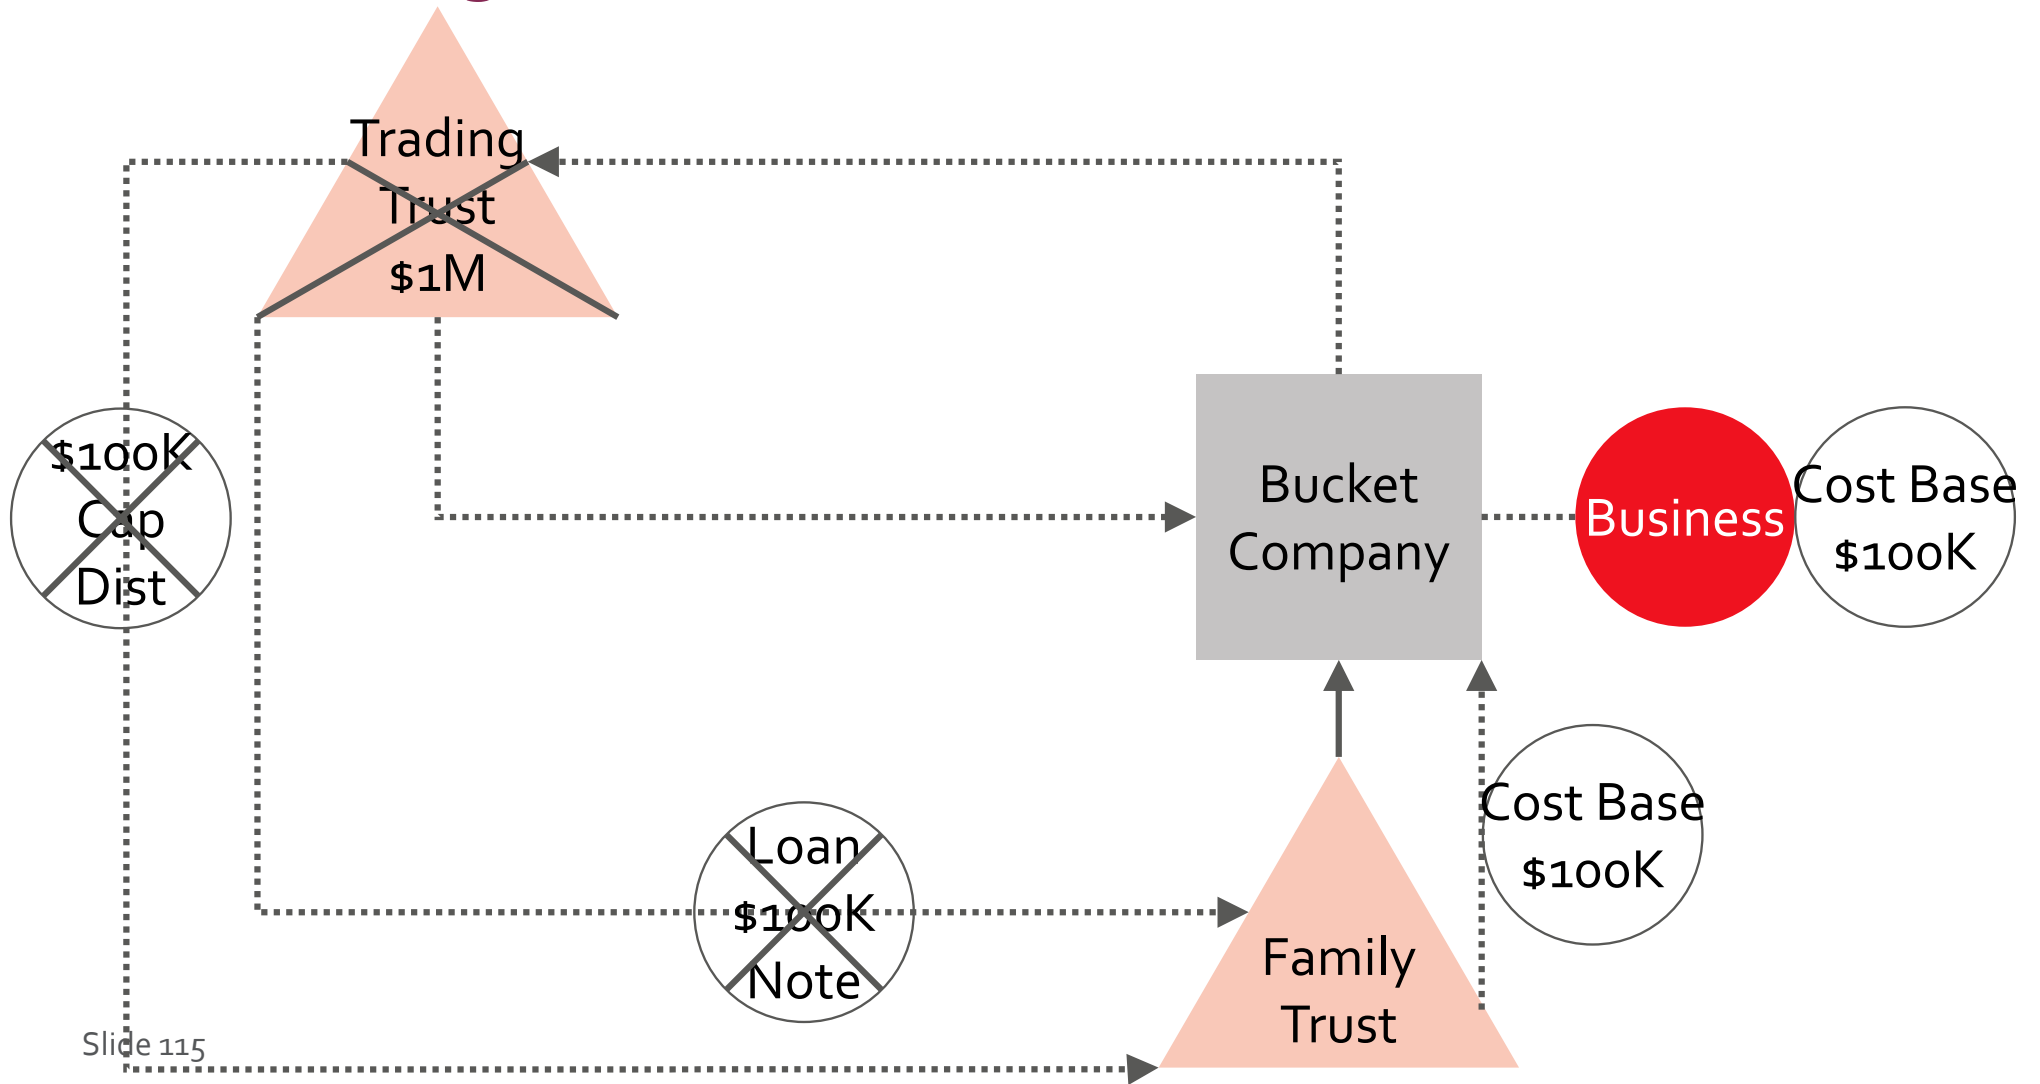 Trading
Trust
$1M
$100K
Cap
Dist
Bucket
Company
Business
Cost Base
$100K
Loan
$100K
Note
Cost Base
$100K
Family
Trust
Slide 115